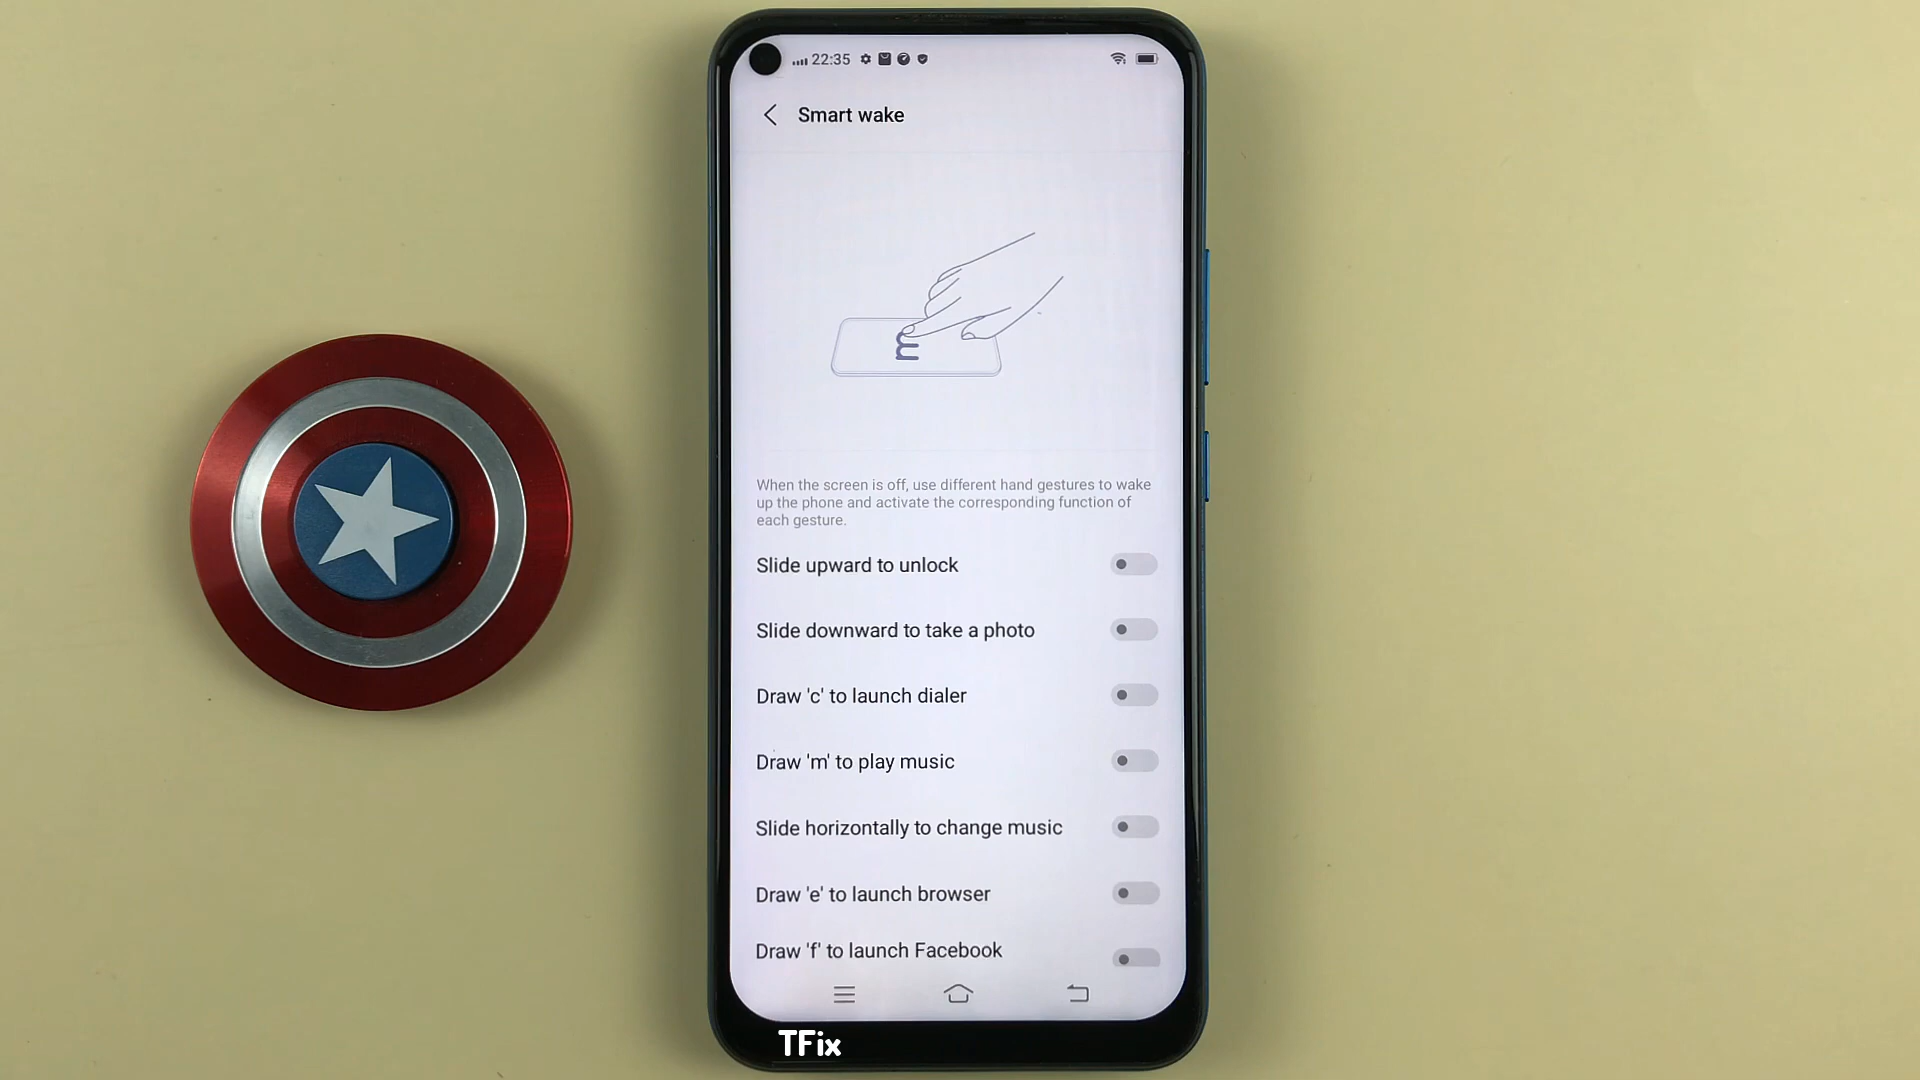 22:35
Smart wake
m
When the screen is off, use different hand gestures to wake
up the phone and activate the corresponding function of
each gesture.
Slide upward to unlock
Slide downward to take a photo
Draw 'c' to launch dialer
Draw 'm' to play music
Slide horizontally to change music
Draw 'e' to launch browser
Draw 'f' to launch Facebook
TFix